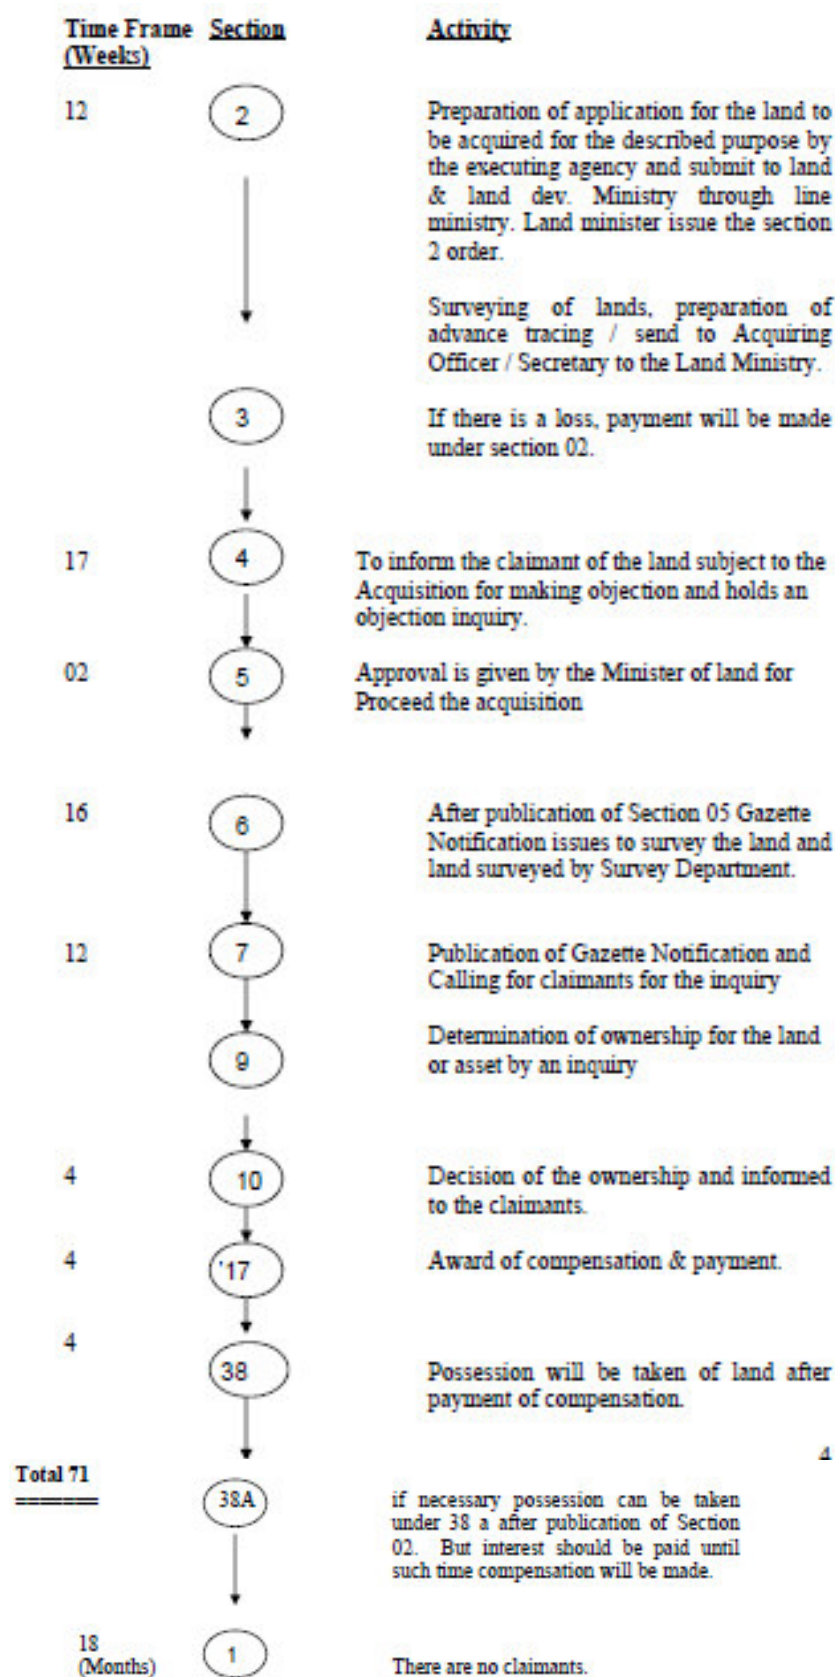 Time Frame Section Activity
(Weeks)
12 2 Preparation of application for the land to
be acquired for the described purpose by
the executing agency and submit to land
& land dev. Ministry through line
ministry. Land minister issue the section
2 order.
Surveying of lands, preparation of
advance tracing / send to Acquiring
Officer / Secretary to the Land Ministry.
3 If there is a loss, payment will be made
under section 02.
17 4 To inform the claimant of the land subject to the
Acquisition for making objection and holds an
objection inquiry.
02 5 Approval is given by the Minister of land for
Proceed the acquisition
16 6 After publication of Section 05 Gazette
Notification issues to survey the land and
land surveyed by Survey Department.
12 7 Publication of Gazette Notification and
Calling for claimants for the inquiry
Determination of ownership for the land
9 or asset by an inquiry
4 10 Decision of the ownership and informed
to the claimants.
4 '17 Award of compensation & payment.
4
38 Possession will be taken of land after
payment of compensation.
4
Total 71
=======
38A if necessary possession can be taken
under 38 a after publication of Section
02. But interest should be paid until
such time compensation will be made.
18
(Months) 1 There are no claimants.